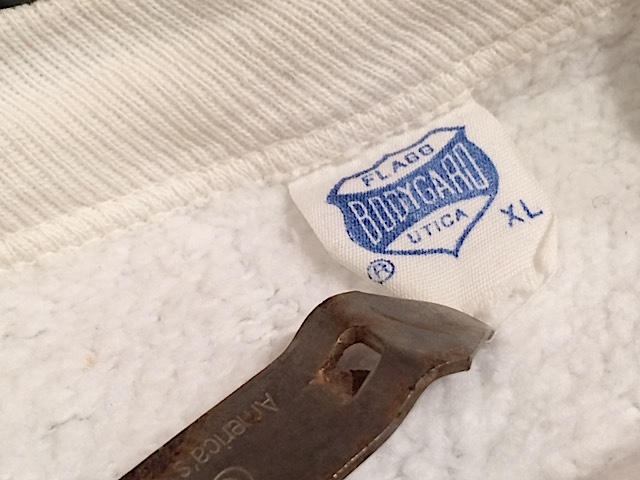 FLAGG
BODYGARD
UTICA
XL
®
America's